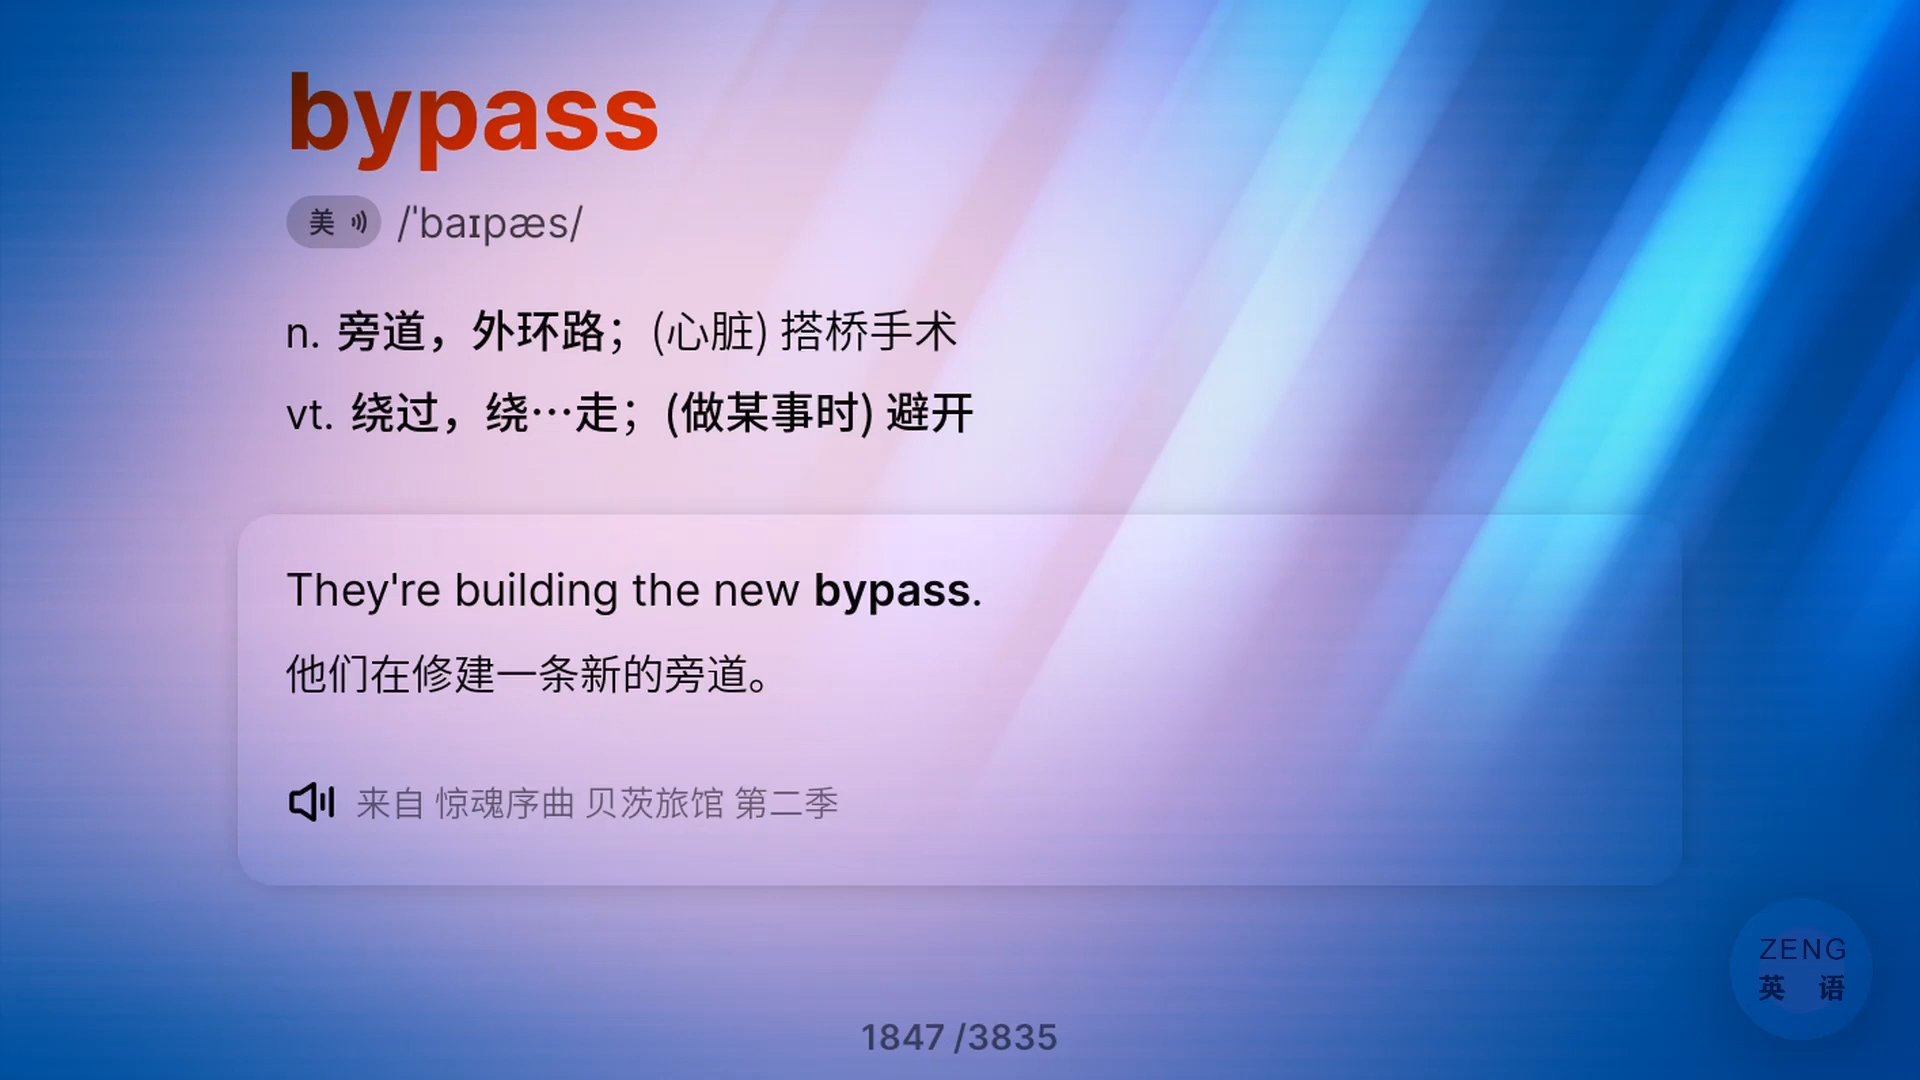 bypass
美 /ˈbaɪpæs/
n. 旁道，外环路；(心脏) 搭桥手术
vt. 绕过，绕…走；(做某事时) 避开
They're building the new bypass.
他们在修建一条新的旁道。
来自 惊魂序曲 贝茨旅馆 第二季
ZENG
英 语
1847 /3835